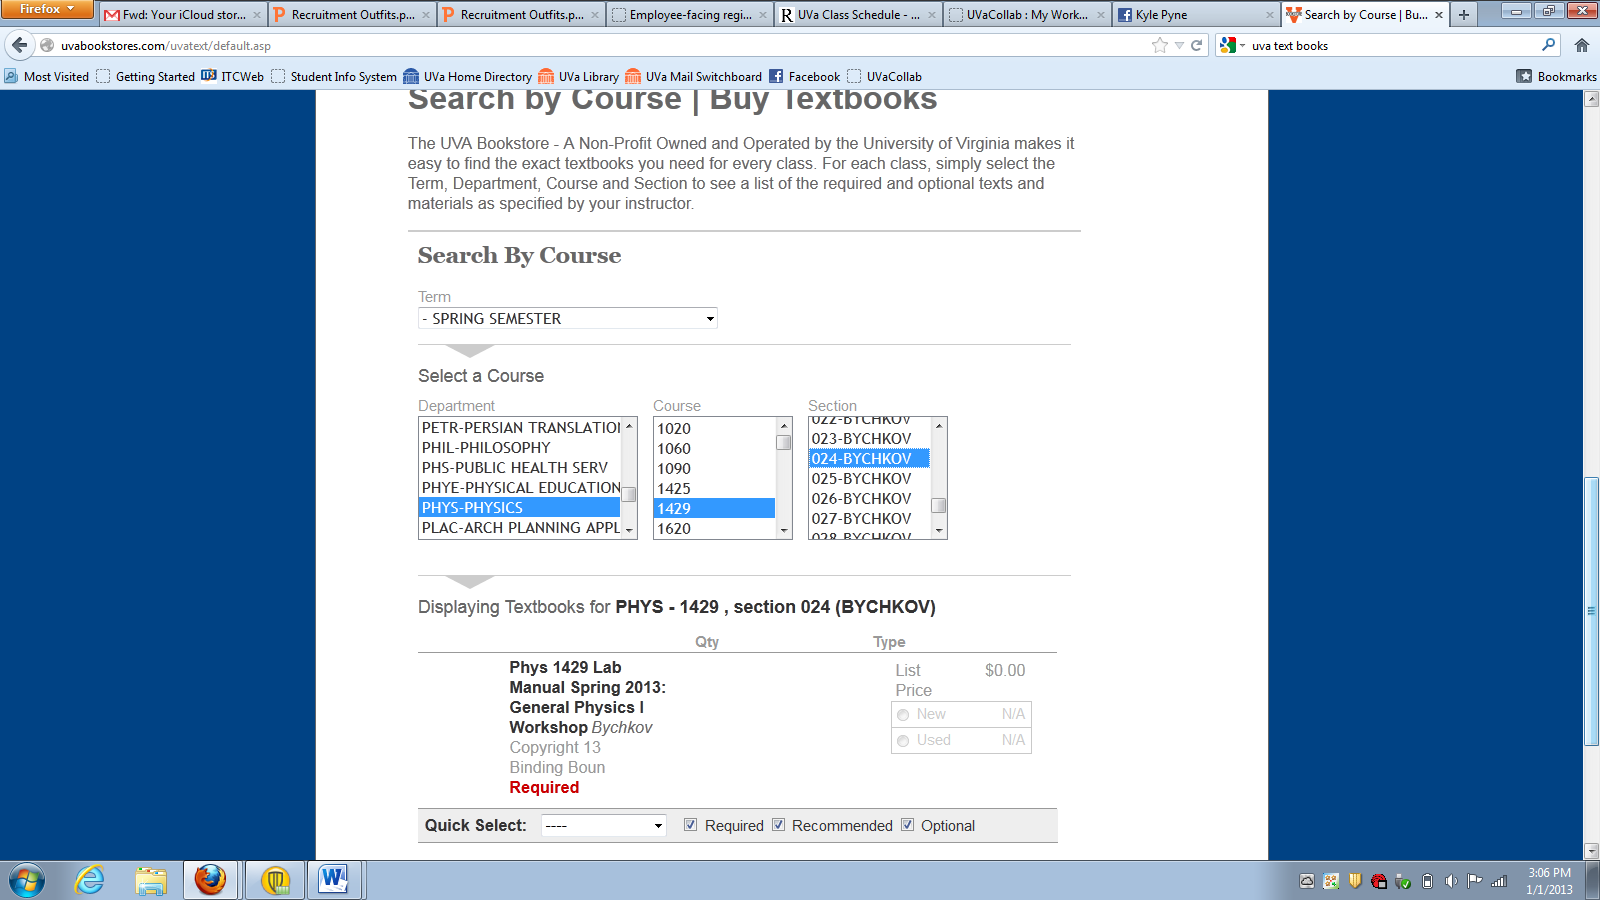 Firefox
Fwd: Your iCloud stor...
Recruitment Outfits.p...
Recruitment Outfits.p...
Employee-facing regi...
UVa Class Schedule - ...
UVaCollab : My Work...
Kyle Pyne
Search by Course | Bu...
uvabookstores.com/uvatext/default.asp
uva text books
Most Visited
Getting Started
ITCWeb
Student Info System
UVa Home Directory
UVa Library
UVa Mail Switchboard
Facebook
UVaCollab
Bookmarks
Search by Course | Buy Textbooks
The UVA Bookstore - A Non-Profit Owned and Operated by the University of Virginia makes it
easy to find the exact textbooks you need for every class. For each class, simply select the
Term, Department, Course and Section to see a list of the required and optional texts and
materials as specified by your instructor.
Search By Course
Term
- SPRING SEMESTER
Select a Course
Department
PETR-PERSIAN TRANSLATION
PHIL-PHILOSOPHY
PHS-PUBLIC HEALTH SERV
PHYE-PHYSICAL EDUCATION
PHYS-PHYSICS
PLAC-ARCH PLANNING APPL
Course
1020
1060
1090
1425
1429
1620
Section
022-BYCHKOV
023-BYCHKOV
024-BYCHKOV
025-BYCHKOV
026-BYCHKOV
027-BYCHKOV
028-BYCHKOV
Displaying Textbooks for PHYS - 1429 , section 024 (BYCHKOV)
Qty Type
Phys 1429 Lab
Manual Spring 2013:
General Physics I
Workshop Bychkov
Copyright 13
Binding Boun
Required
List Price $0.00
New N/A
Used N/A
Quick Select: ---- Required Recommended Optional
3:06 PM
1/1/2013